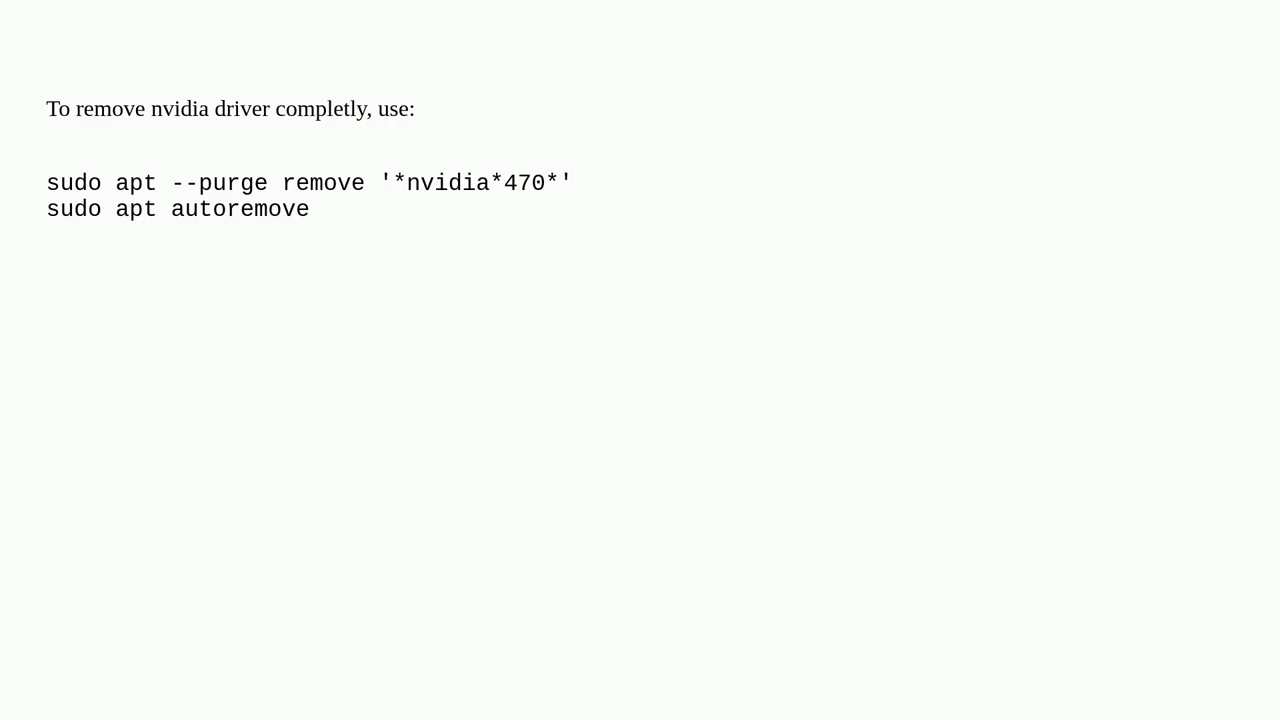 To remove nvidia driver completly, use:
sudo apt --purge remove '*nvidia*470*'
sudo apt autoremove